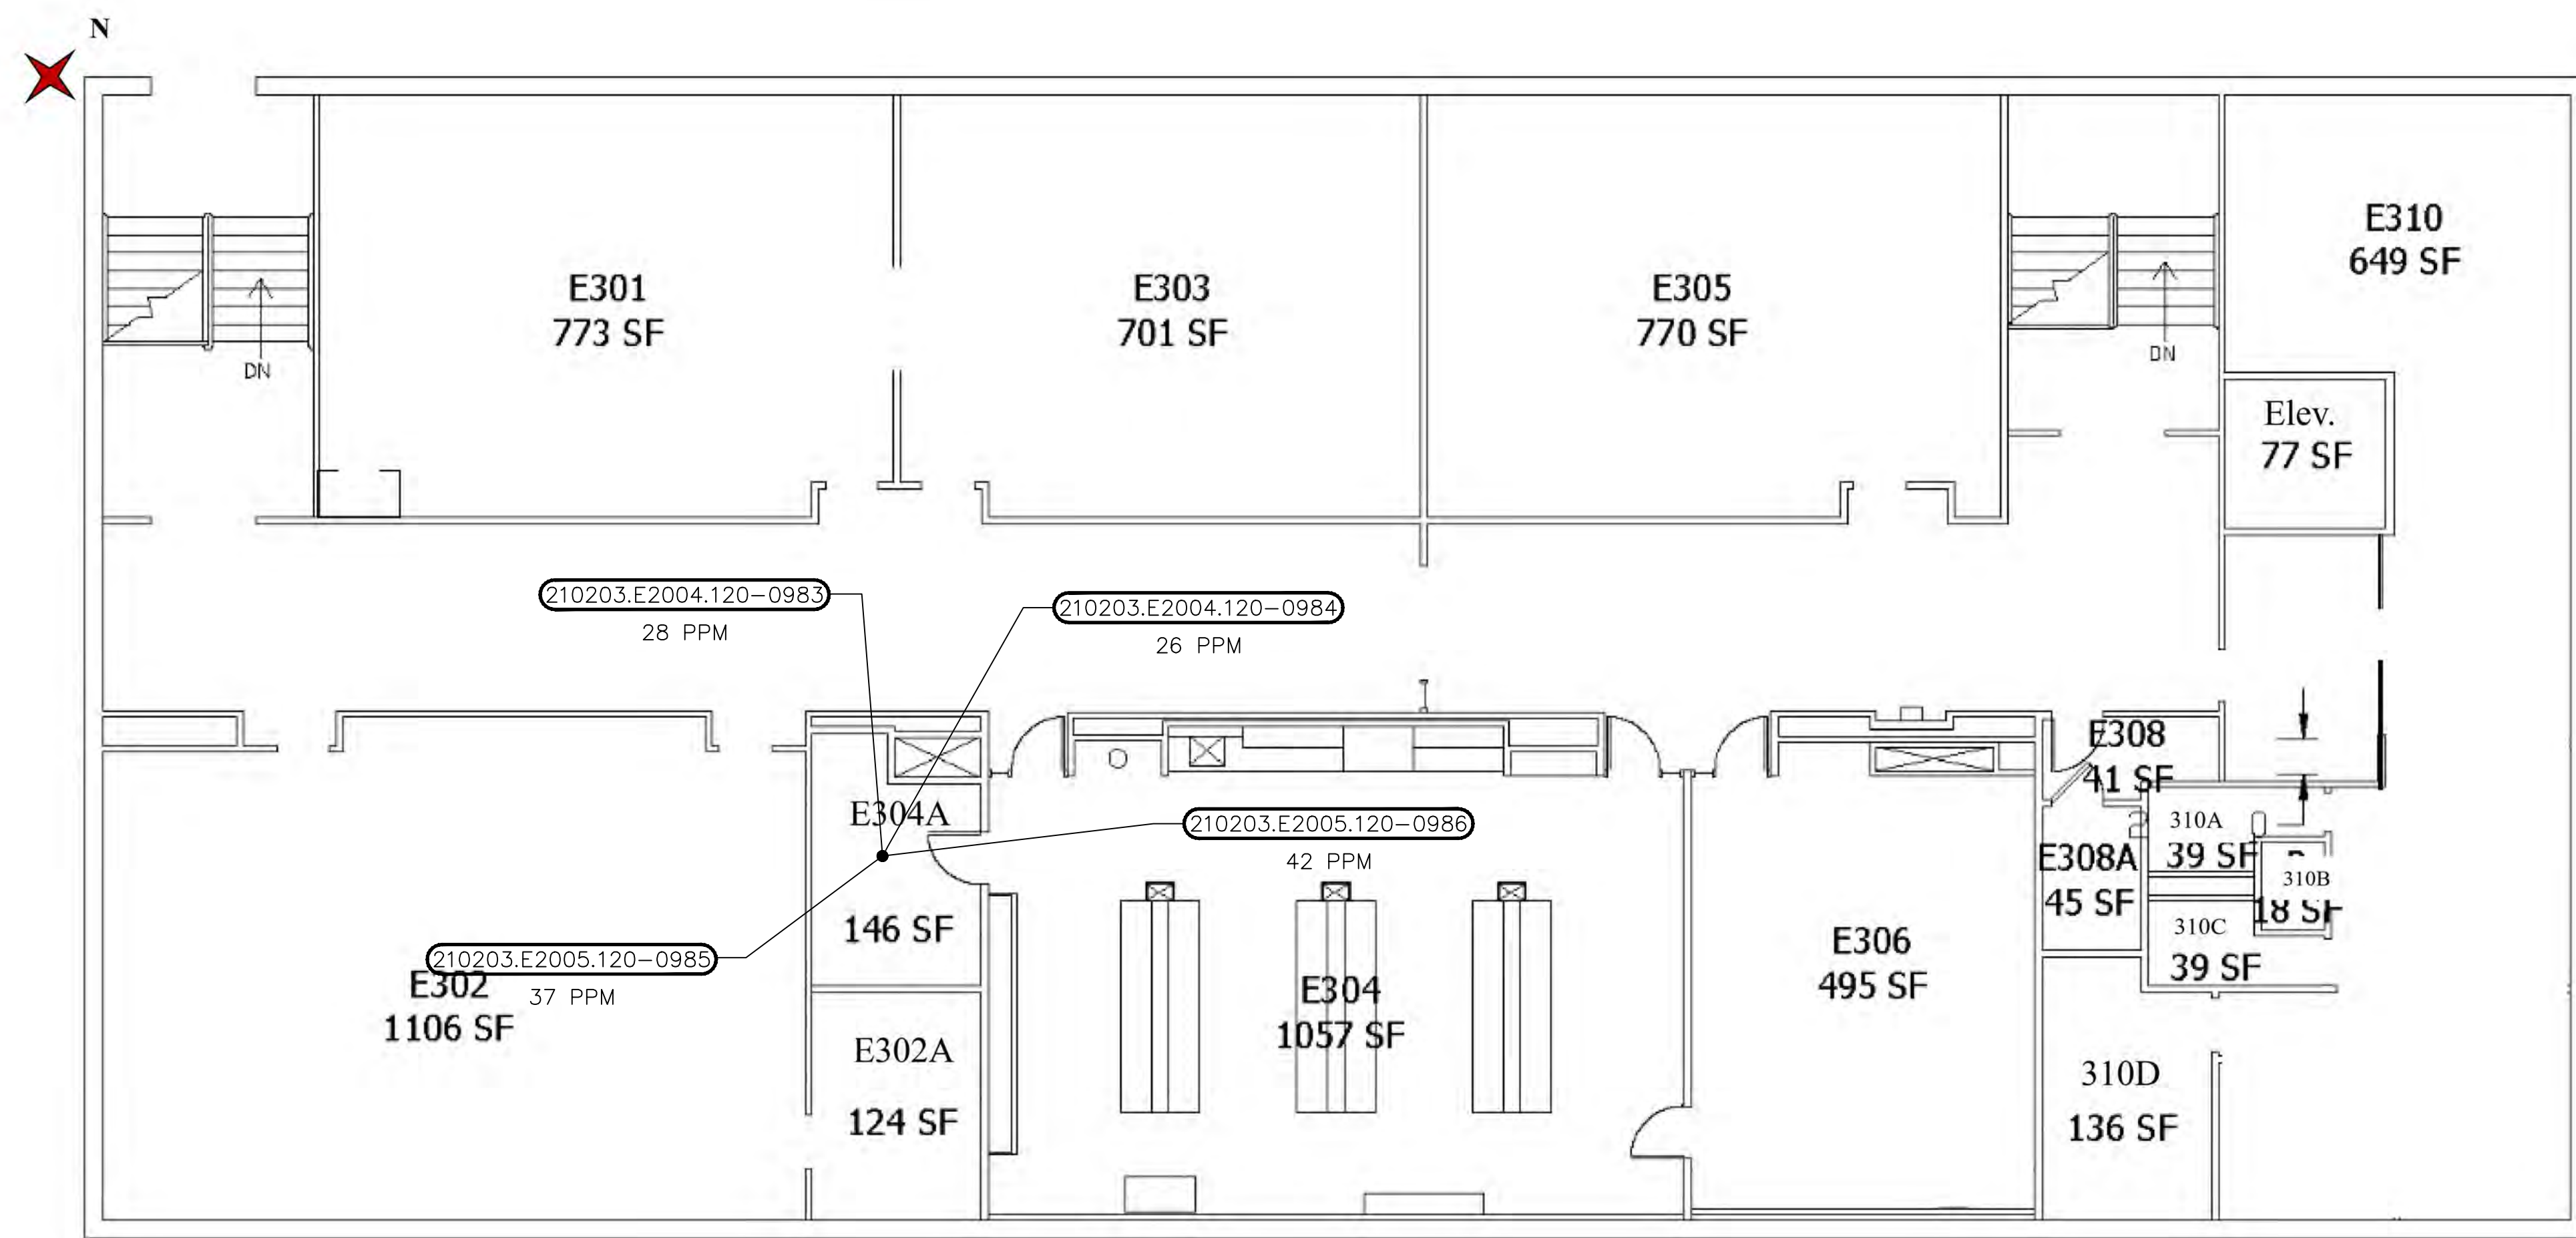 N
E301
773 SF
E303
701 SF
E305
770 SF
E310
649 SF
DN
DN
Elev.
77 SF
210203.E2004.120-0983
28 PPM
210203.E2004.120-0984
26 PPM
E308
41 SF
E304A
146 SF
210203.E2005.120-0986
42 PPM
310A
39 SF
E308A
45 SF
310B
18 SF
310C
39 SF
210203.E2005.120-0985
37 PPM
E302
1106 SF
E304
1057 SF
E306
495 SF
E302A
124 SF
310D
136 SF